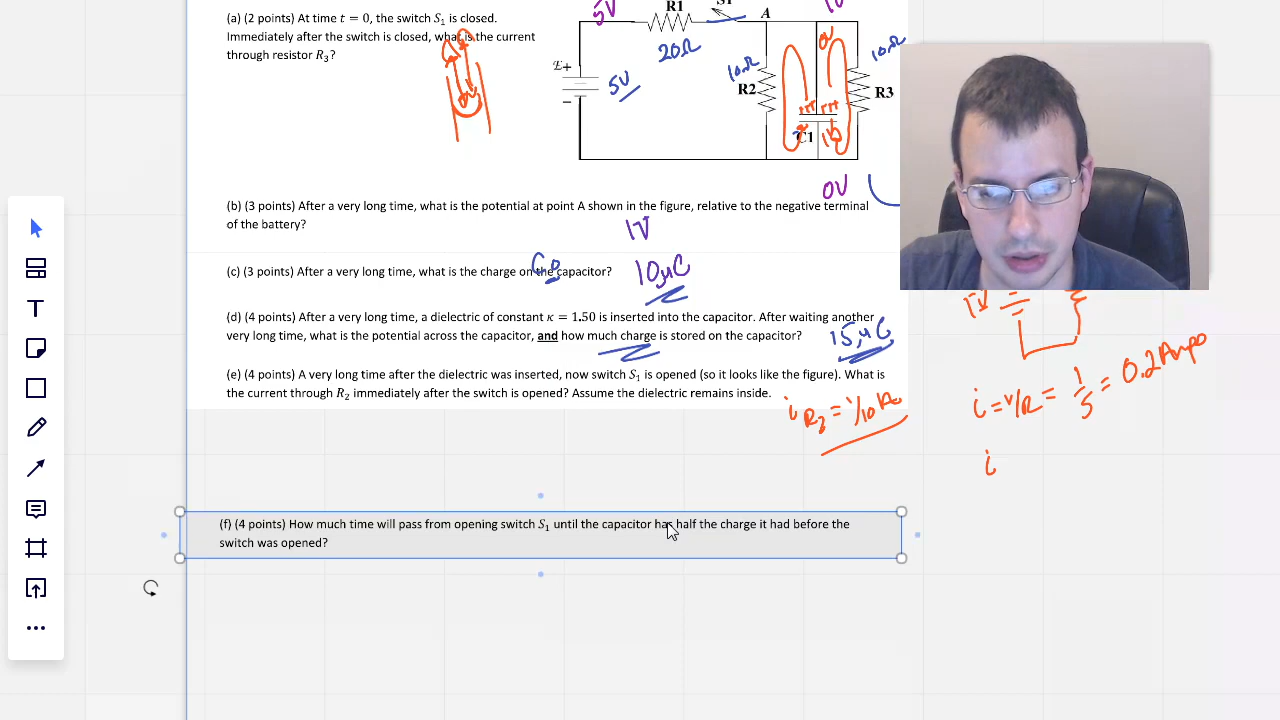 (a) (2 points) At time t = 0, the switch S₁ is closed.
Immediately after the switch is closed, what is the current
through resistor R₃?
5V
R1
20Ω
A
ℰ +
−
5V
10Ω
R2
C1
10Ω
R3
0V
(b) (3 points) After a very long time, what is the potential at point A shown in the figure, relative to the negative terminal
of the battery?
1V
(c) (3 points) After a very long time, what is the charge on the capacitor?
10μC
(d) (4 points) After a very long time, a dielectric of constant κ = 1.50 is inserted into the capacitor. After waiting another
very long time, what is the potential across the capacitor, and how much charge is stored on the capacitor?
15μC
(e) (4 points) A very long time after the dielectric was inserted, now switch S₁ is opened (so it looks like the figure). What is
the current through R₂ immediately after the switch is opened? Assume the dielectric remains inside.
1V
i = V/R = 1/5 = 0.2 Amps
i
(f) (4 points) How much time will pass from opening switch S₁ until the capacitor has half the charge it had before the
switch was opened?
T